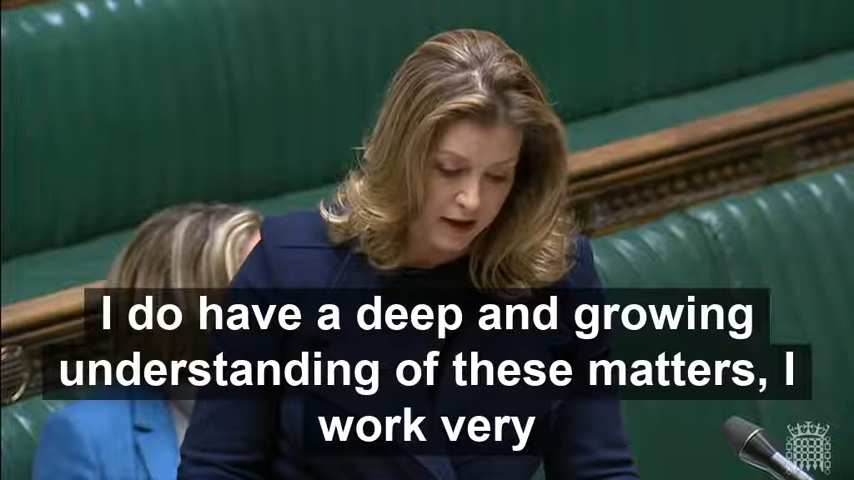 I do have a deep and growing
understanding of these matters, I
work very